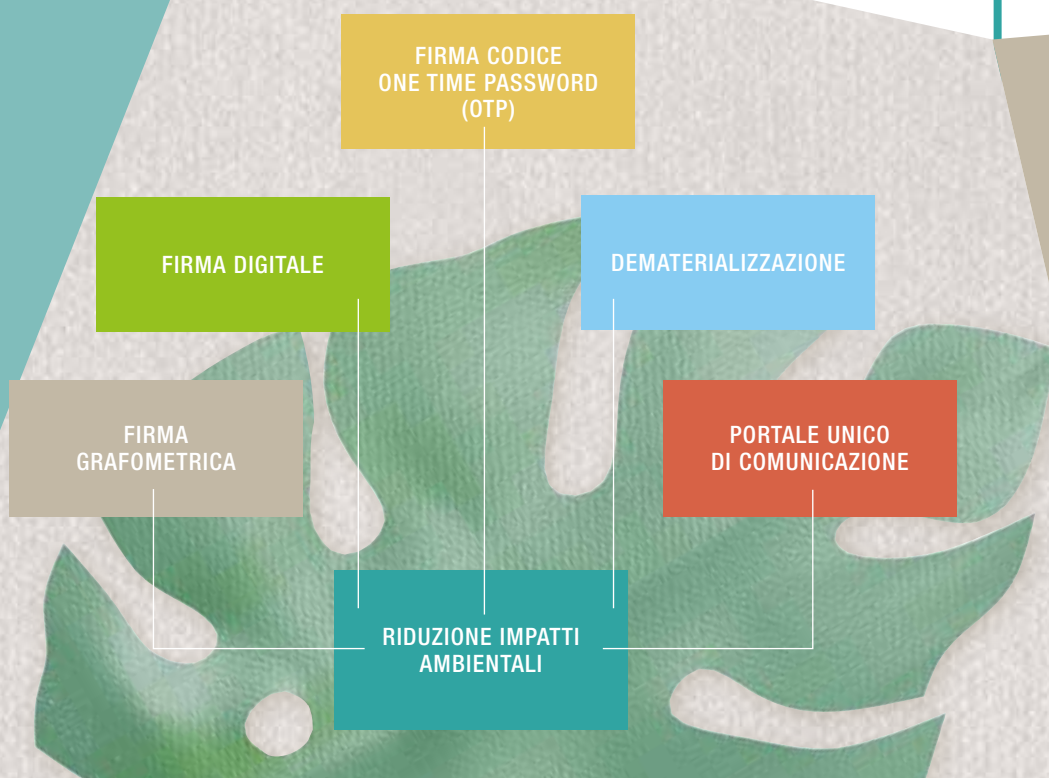 FIRMA CODICE
ONE TIME PASSWORD
(OTP)
FIRMA DIGITALE
DEMATERIALIZZAZIONE
FIRMA
GRAFOMETRICA
PORTALE UNICO
DI COMUNICAZIONE
RIDUZIONE IMPATTI
AMBIENTALI